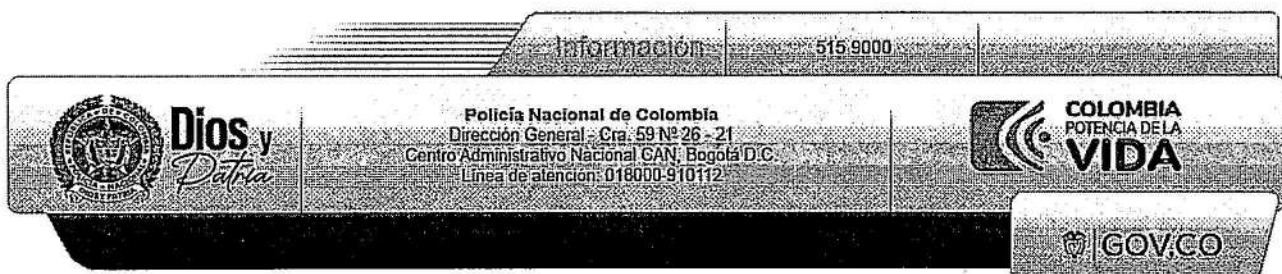 Información 515 9000
Dios y
Patria
Policía Nacional de Colombia
Dirección General - Cra. 59 Nº 26 - 21
Centro Administrativo Nacional CAN, Bogotá D.C.
Línea de atención: 018000-910112
COLOMBIA
POTENCIA DE LA
VIDA
GOV.CO